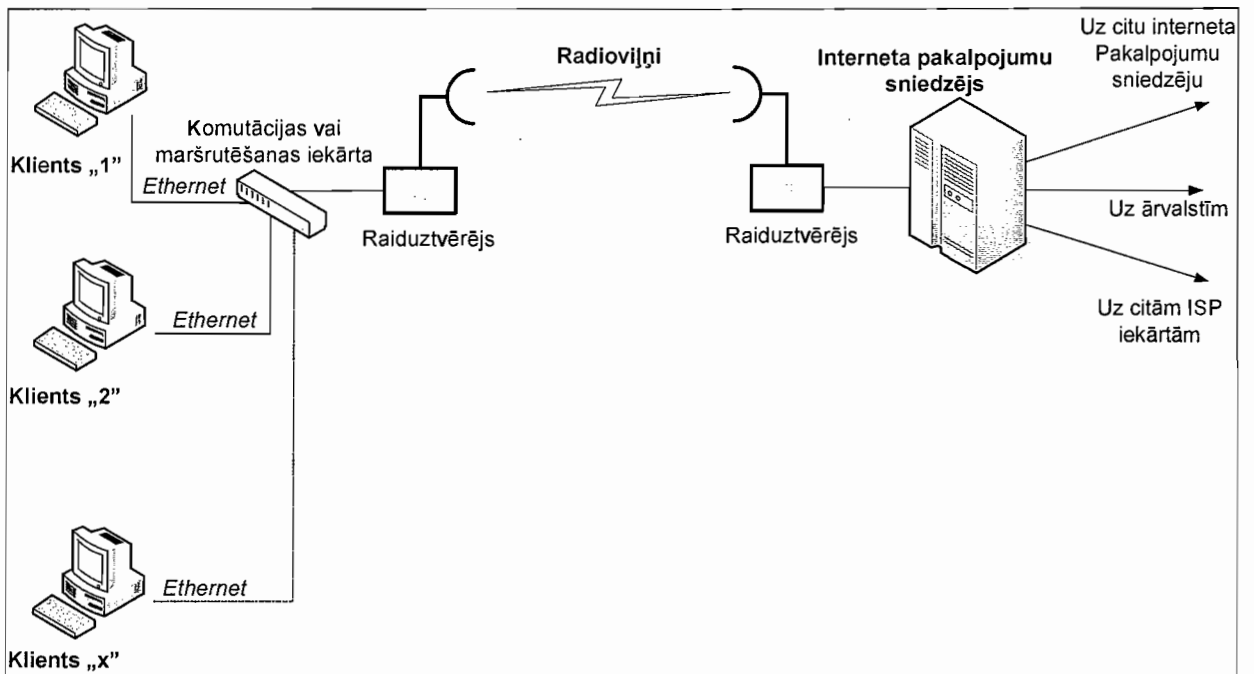 Uz citu interneta
Pakalpojumu
sniedzēju
Radioviļņi
Interneta pakalpojumu
sniedzējs
Komutācijas vai
maršrutēšanas iekārta
Klients „1”
Ethernet
Raiduztvērējs
Raiduztvērējs
Uz ārvalstīm
Ethernet
Uz citām ISP
iekārtām
Klients „2”
Ethernet
Klients „x”